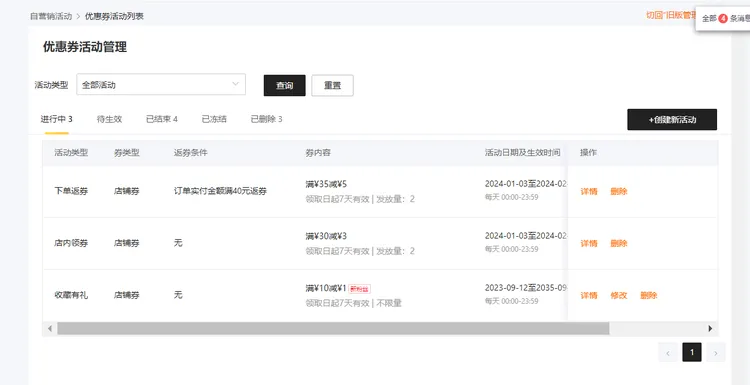 自营销活动 > 优惠券活动列表
切回"旧版管理
全部 4 条消息
优惠券活动管理
活动类型 全部活动 查询 重置
进行中 3 待生效 已结束 4 已冻结 已删除 3 +创建新活动
活动类型 券类型 返券条件 券内容 活动日期及生效时间 操作
下单返券 店铺券 订单实付金额满40元返券 满¥35减¥5 2024-01-03至2024-02- 详情 删除
领取日起7天有效 | 发放量：2 每天 00:00-23:59
店内领券 店铺券 无 满¥30减¥3 2024-01-03至2024-02- 详情 删除
领取日起7天有效 | 发放量：2 每天 00:00-23:59
收藏有礼 店铺券 无 满¥10减¥1 2023-09-12至2035-09 详情 修改 删除
领取日起7天有效 | 不限量 每天 00:00-23:59
‹ 1 ›